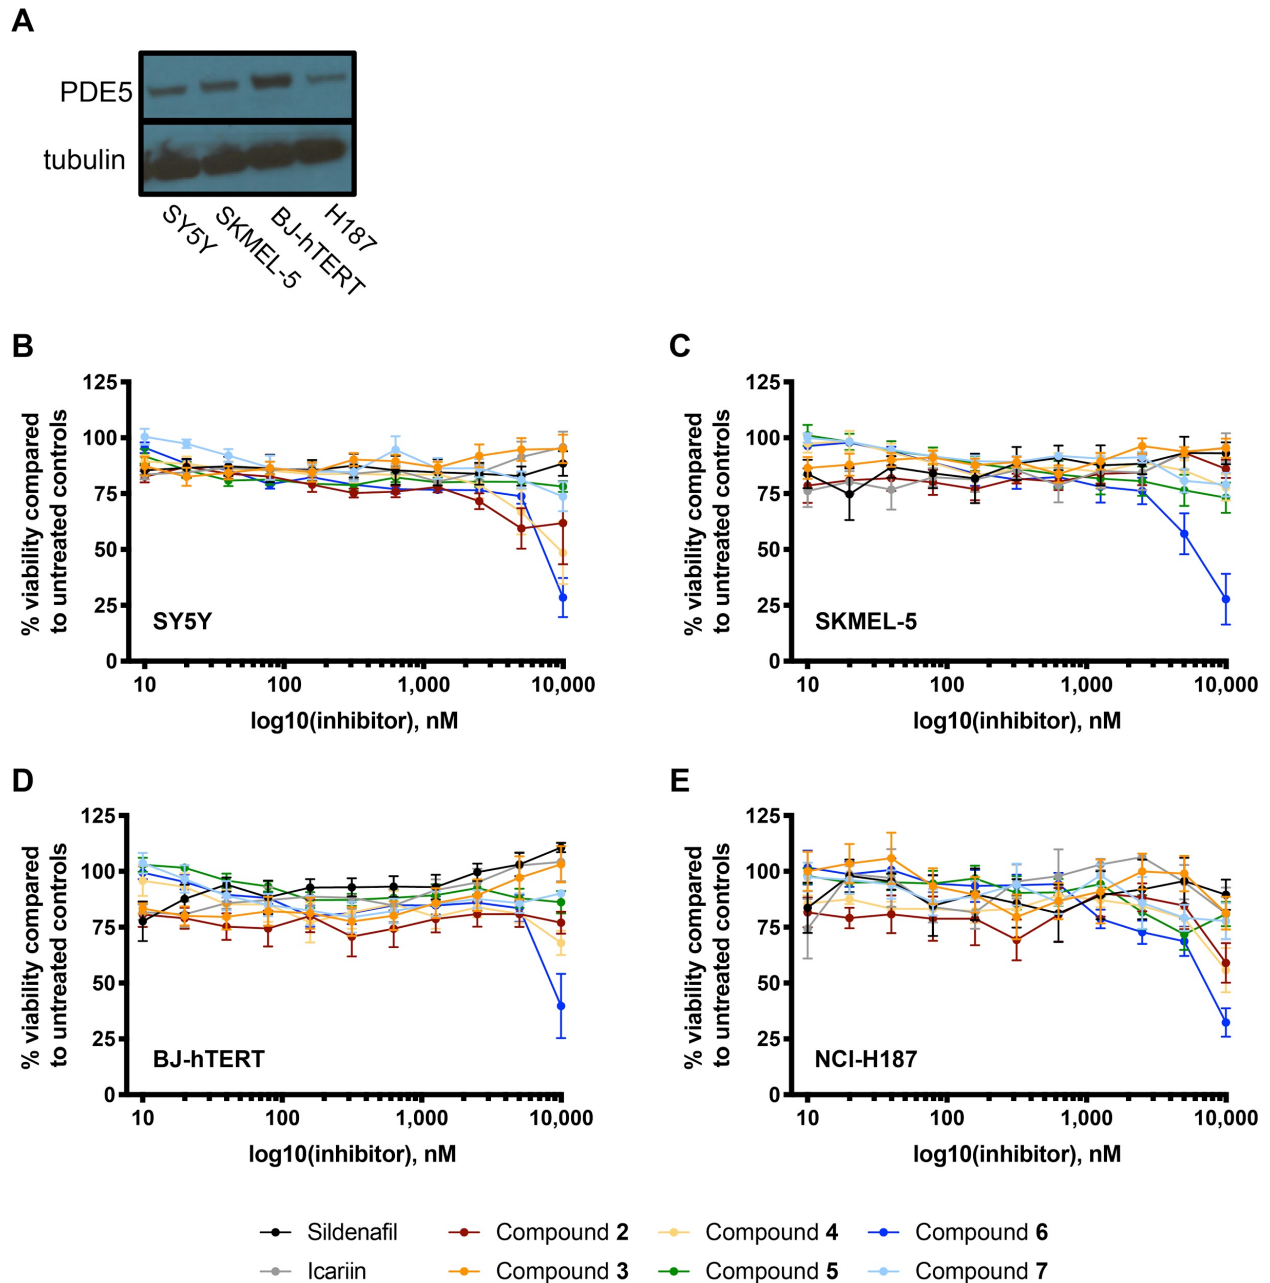 A
PDE5
tubulin
SY5Y
SKMEL-5
BJ-hTERT
H187
B
% viability compared
to untreated controls
125
100
75
50
25
0
SY5Y
10
100
1,000
10,000
log10(inhibitor), nM
C
% viability compared
to untreated controls
125
100
75
50
25
0
SKMEL-5
10
100
1,000
10,000
log10(inhibitor), nM
D
% viability compared
to untreated controls
125
100
75
50
25
0
BJ-hTERT
10
100
1,000
10,000
log10(inhibitor), nM
E
% viability compared
to untreated controls
125
100
75
50
25
0
NCI-H187
10
100
1,000
10,000
log10(inhibitor), nM
Sildenafil
Compound 2
Compound 4
Compound 6
Icariin
Compound 3
Compound 5
Compound 7